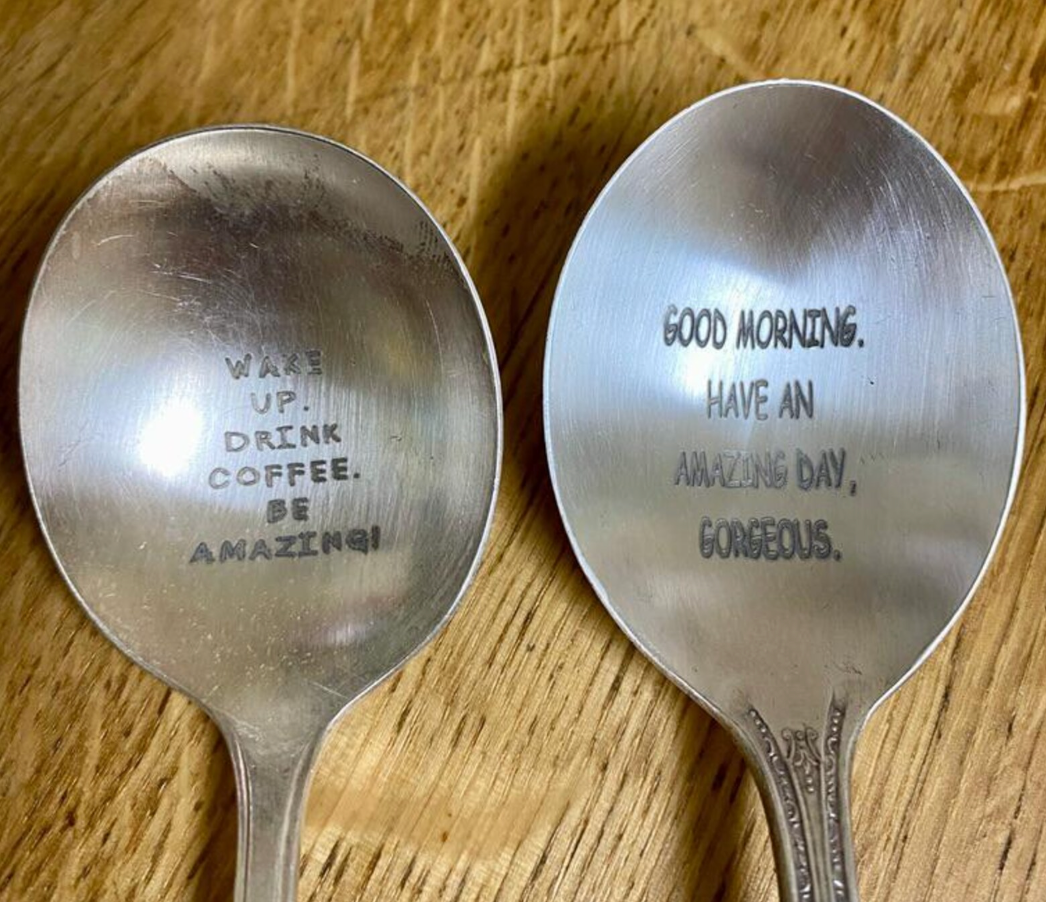 WAKE
UP.
DRINK
COFFEE.
BE
AMAZING!
GOOD MORNING.
HAVE AN
AMAZING DAY,
GORGEOUS.